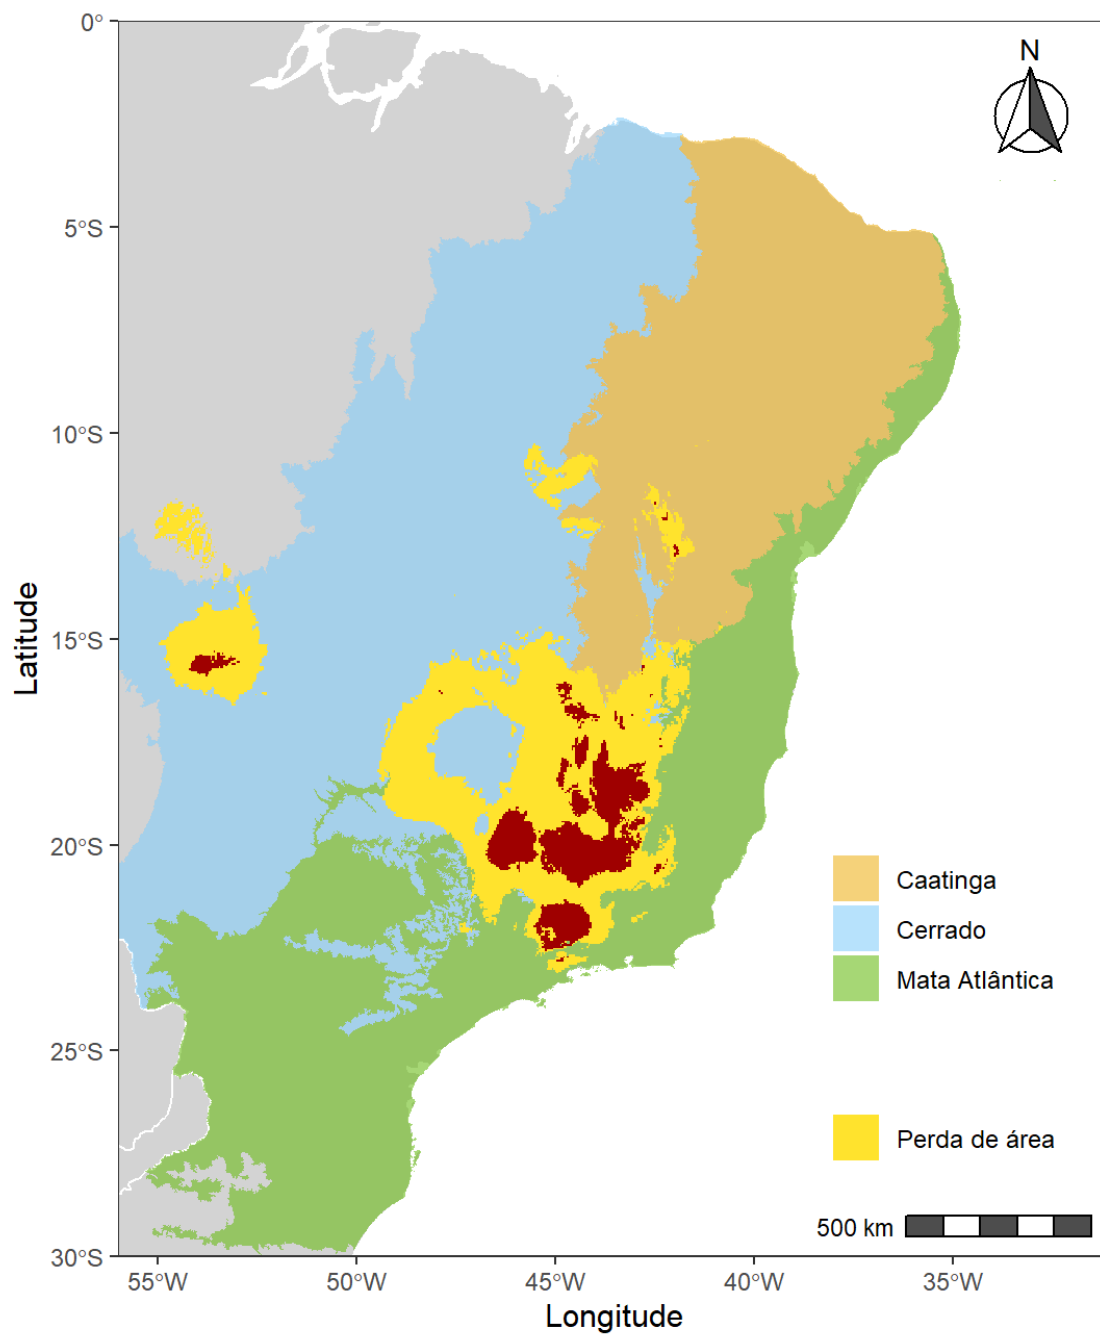 0°
N
5°S
10°S
15°S
Latitude
20°S
Caatinga
Cerrado
Mata Atlântica
25°S
Perda de área
500 km
30°S
55°W 50°W 45°W 40°W 35°W
Longitude